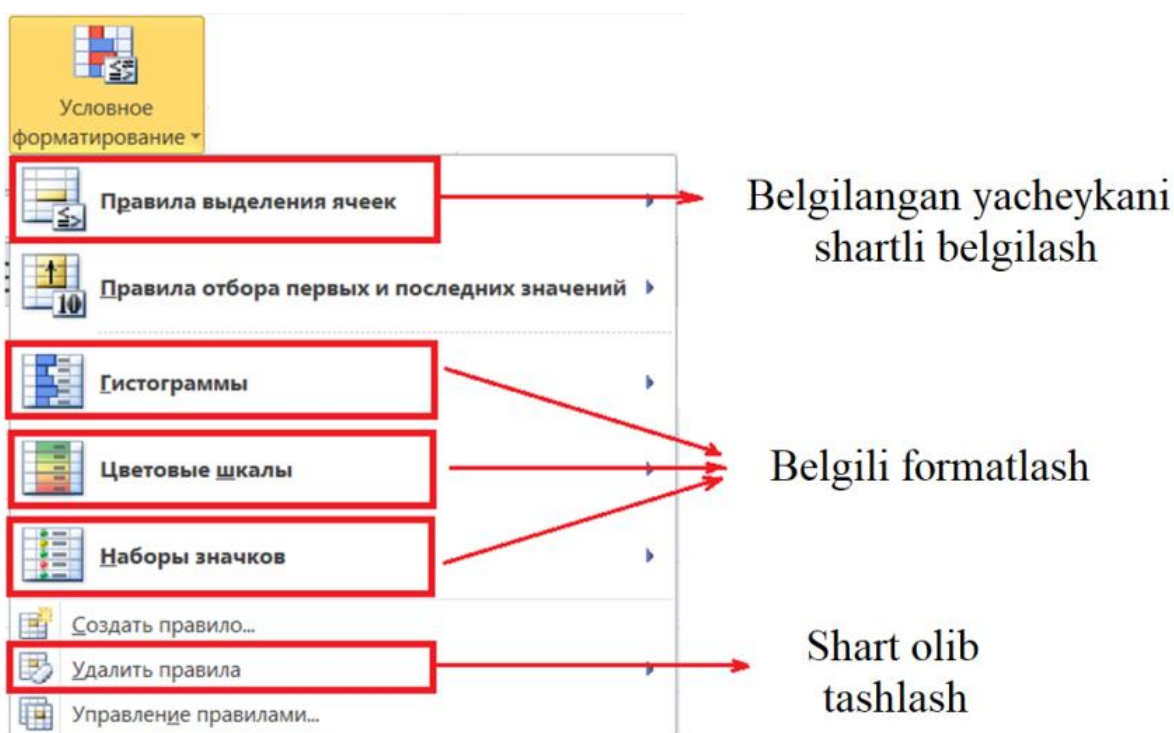 Условное
форматирование
Правила выделения ячеек
Belgilangan yacheykani
shartli belgilash
10
Правила отбора первых и последних значений
Гистограммы
Цветовые шкалы
Belgili formatlash
Наборы значков
Создать правило...
Удалить правила
Shart olib
tashlash
Управление правилами...